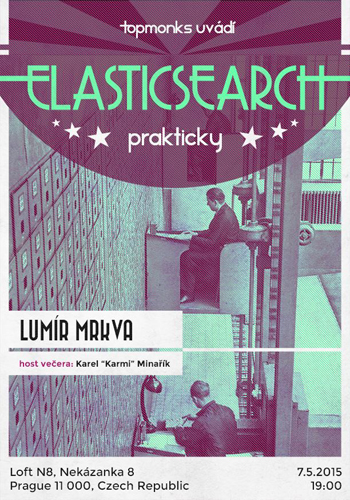 topmonks uvádí
ELASTICSEARCH
prakticky
LUMÍR MRKVA
host večera: Karel "Karmi" Minařík
Loft N8, Nekázanka 8
7.5.2015
Prague 11 000, Czech Republic
19:00